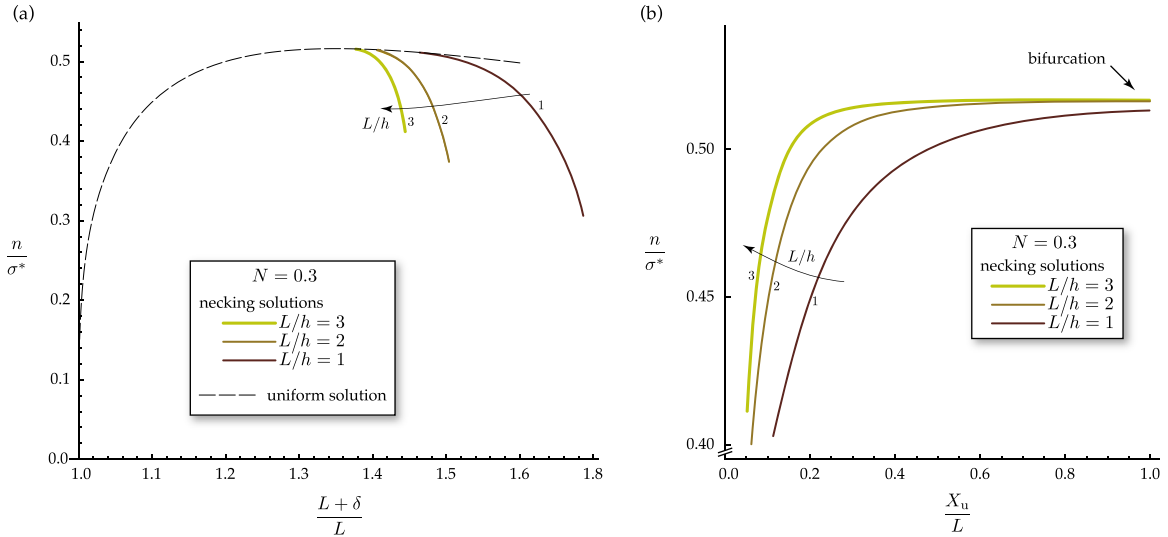 (a)
0.5
0.4
0.3
n
σ*
0.2
0.1
0.0
1.0
1.1
1.2
1.3
1.4
1.5
1.6
1.7
1.8
L + δ
L
1
2
3
L/h
N = 0.3
necking solutions
L/h = 3
L/h = 2
L/h = 1
uniform solution
(b)
bifurcation
0.50
n
σ*
0.45
0.40
0.0
0.2
0.4
0.6
0.8
1.0
Xu
L
L/h
3
2
1
N = 0.3
necking solutions
L/h = 3
L/h = 2
L/h = 1